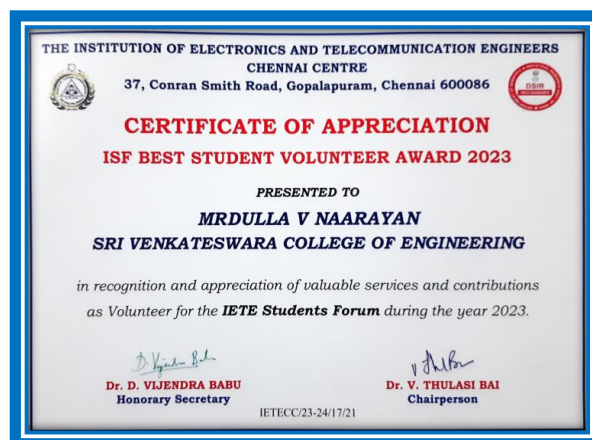 THE INSTITUTION OF ELECTRONICS AND TELECOMMUNICATION ENGINEERS
CHENNAI CENTRE
37, Conran Smith Road, Gopalapuram, Chennai 600086
DSIR
CERTIFICATE OF APPRECIATION
ISF BEST STUDENT VOLUNTEER AWARD 2023
PRESENTED TO
MRDULLA V NAARAYAN
SRI VENKATESWARA COLLEGE OF ENGINEERING
in recognition and appreciation of valuable services and contributions
as Volunteer for the IETE Students Forum during the year 2023.
Dr. D. VIJENDRA BABU
Honorary Secretary
Dr. V. THULASI BAI
Chairperson
IETECC/23-24/17/21